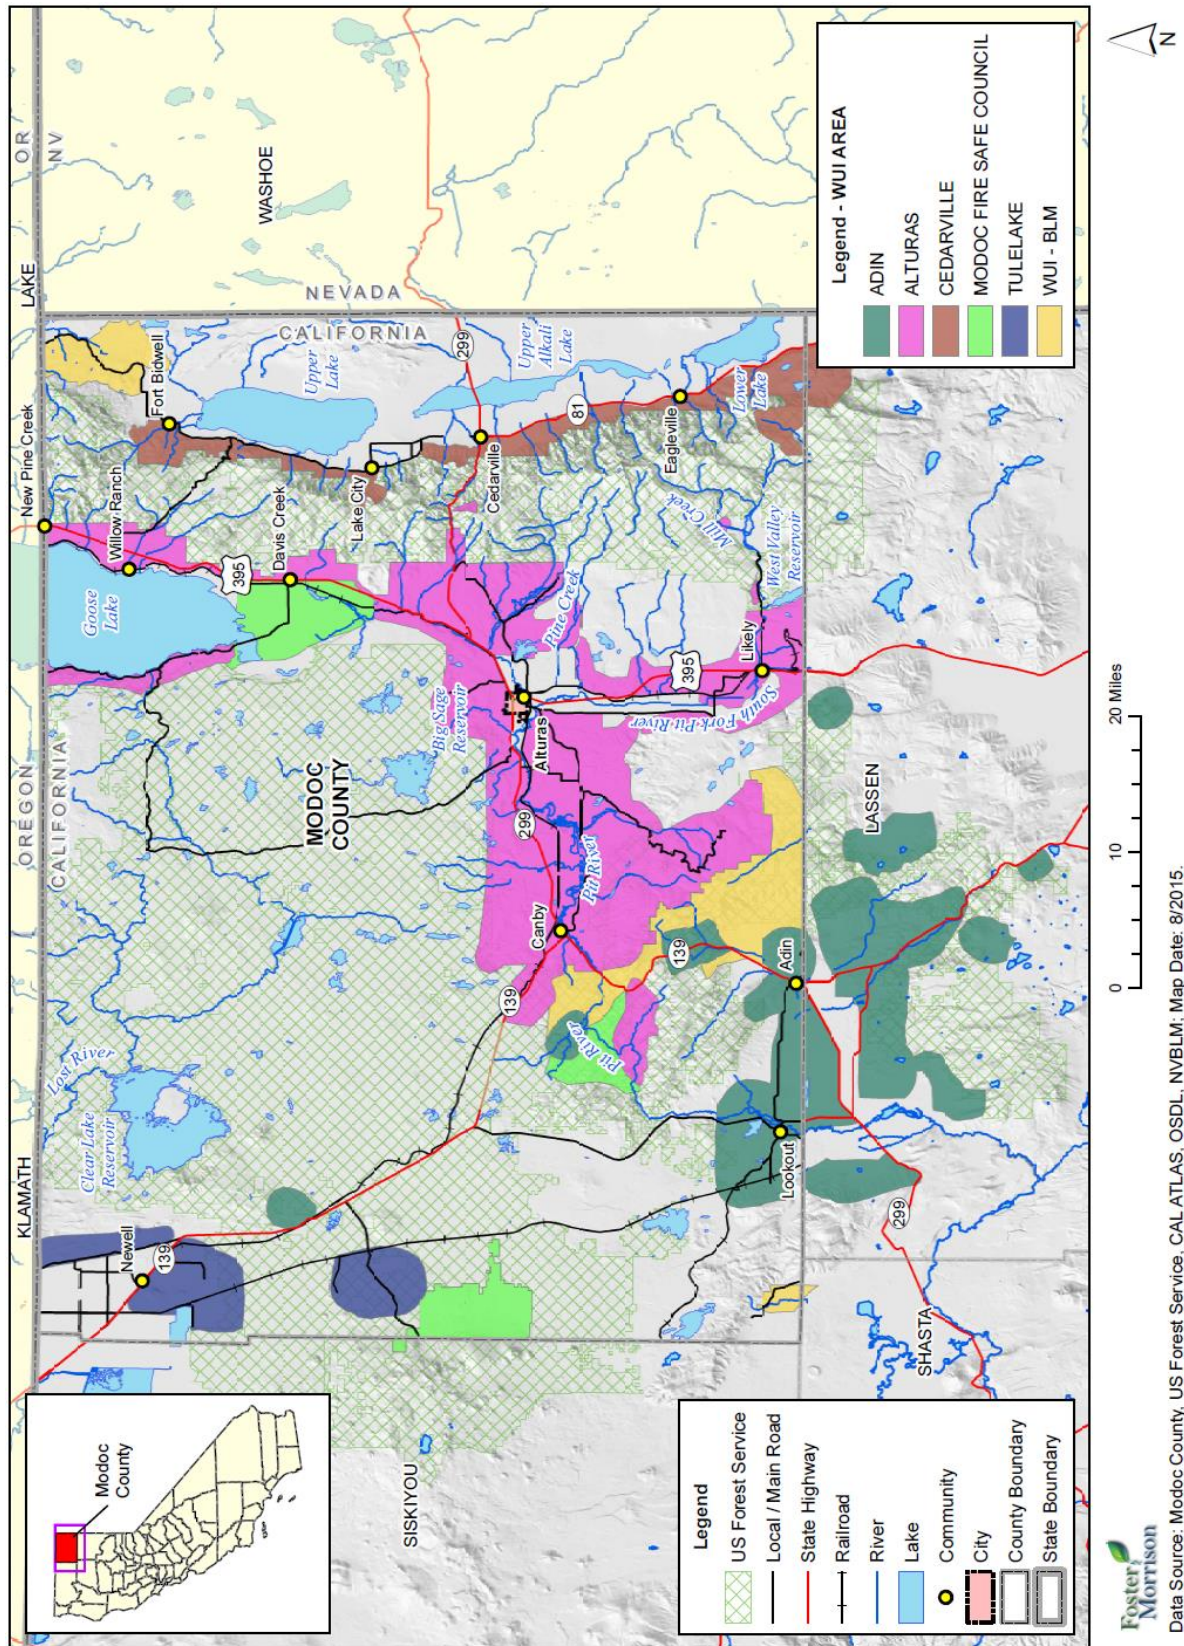 OREGON
CALIFORNIA
OR
NV
KLAMATH
LAKE
WASHOE
NEVADA
CALIFORNIA
Modoc
County
SISKIYOU
MODOC
COUNTY
SHASTA
LASSEN
New Pine Creek
Willow Ranch
Fort Bidwell
Davis Creek
Lake City
Cedarville
Eagleville
Likely
Alturas
Canby
Adin
Lookout
Newell
Goose
Lake
Upper
Lake
Upper
Alkali
Lake
Lower
Lake
Mill Creek
West Valley
Reservoir
Pine Creek
South Fork Pit River
Big Sage
Reservoir
Pit River
Pit River
Lost River
Clear Lake
Reservoir
139
139
139
299
299
299
395
395
81
Legend
US Forest Service
Local / Main Road
State Highway
Railroad
River
Lake
Community
City
County Boundary
State Boundary
Legend - WUI AREA
ADIN
ALTURAS
CEDARVILLE
MODOC FIRE SAFE COUNCIL
TULELAKE
WUI - BLM
0 10 20 Miles
N
Foster
Morrison
Data Source: Modoc County, US Forest Service, CAL ATLAS, OSDL, NVBLM; Map Date: 8/2015.